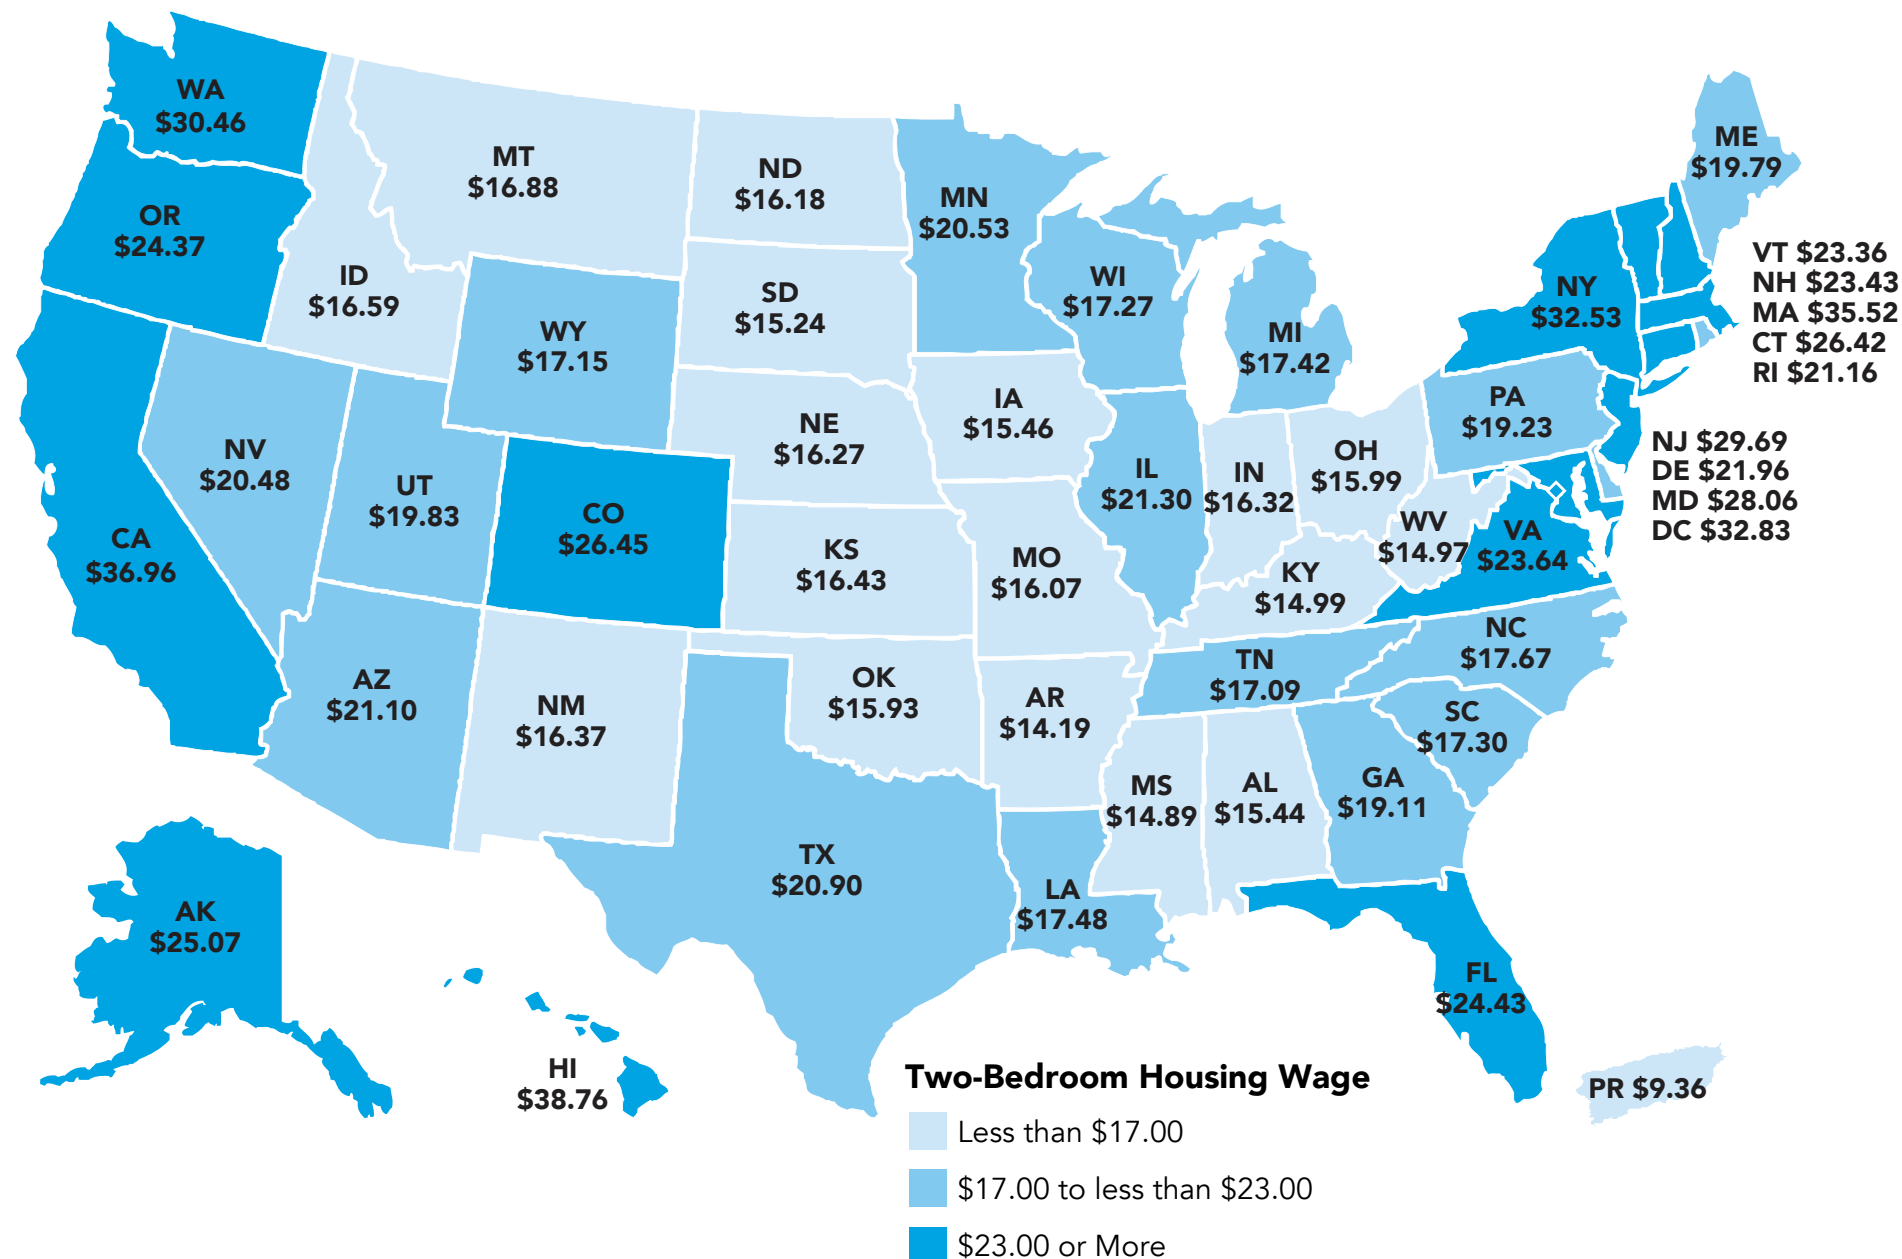 WA
$30.46
OR
$24.37
CA
$36.96
ID
$16.59
NV
$20.48
MT
$16.88
WY
$17.15
UT
$19.83
CO
$26.45
AZ
$21.10
NM
$16.37
ND
$16.18
SD
$15.24
NE
$16.27
KS
$16.43
OK
$15.93
TX
$20.90
MN
$20.53
IA
$15.46
MO
$16.07
AR
$14.19
LA
$17.48
WI
$17.27
IL
$21.30
MI
$17.42
IN
$16.32
OH
$15.99
KY
$14.99
TN
$17.09
MS
$14.89
AL
$15.44
GA
$19.11
FL
$24.43
SC
$17.30
NC
$17.67
VA
$23.64
WV
$14.97
PA
$19.23
NY
$32.53
ME
$19.79
VT $23.36
NH $23.43
MA $35.52
CT $26.42
RI $21.16
NJ $29.69
DE $21.96
MD $28.06
DC $32.83
AK
$25.07
HI
$38.76
PR $9.36
Two-Bedroom Housing Wage
Less than $17.00
$17.00 to less than $23.00
$23.00 or More